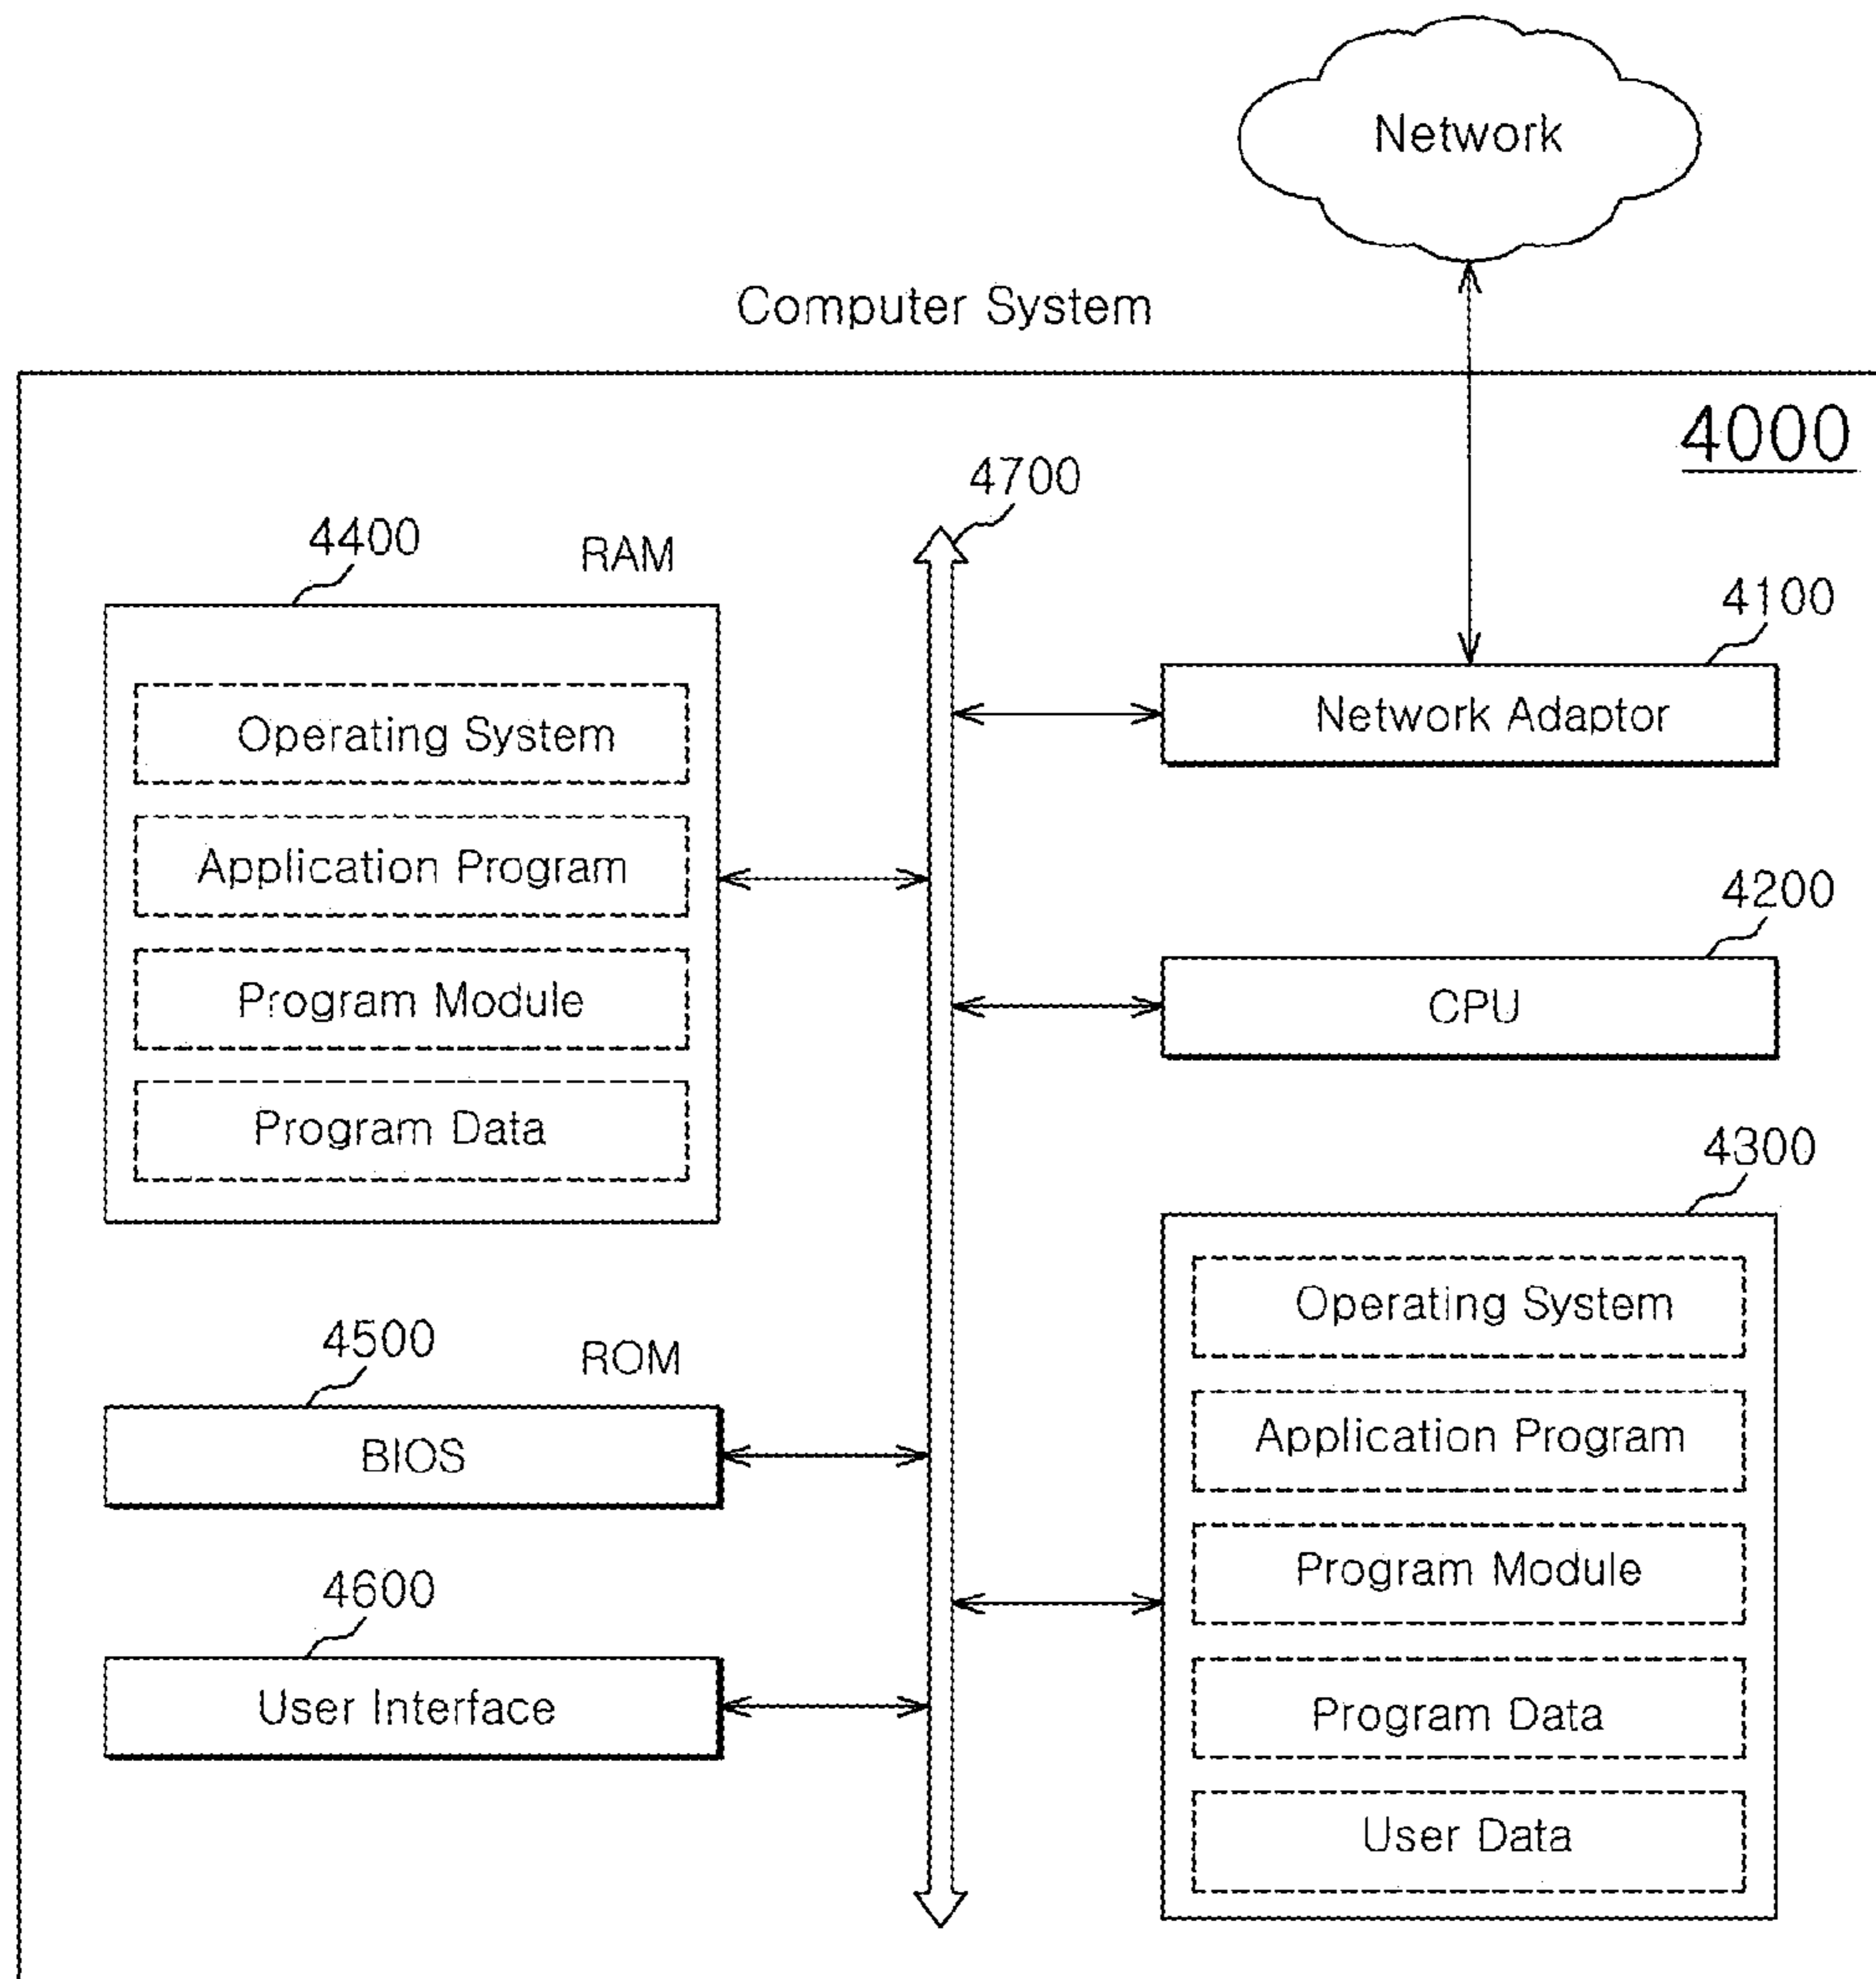 Network
Computer System
4000
4700
4400
RAM
4100
Operating System
Network Adaptor
Application Program
4200
Program Module
CPU
Program Data
4300
Operating System
4500
ROM
Application Program
BIOS
Program Module
4600
User Interface
Program Data
User Data